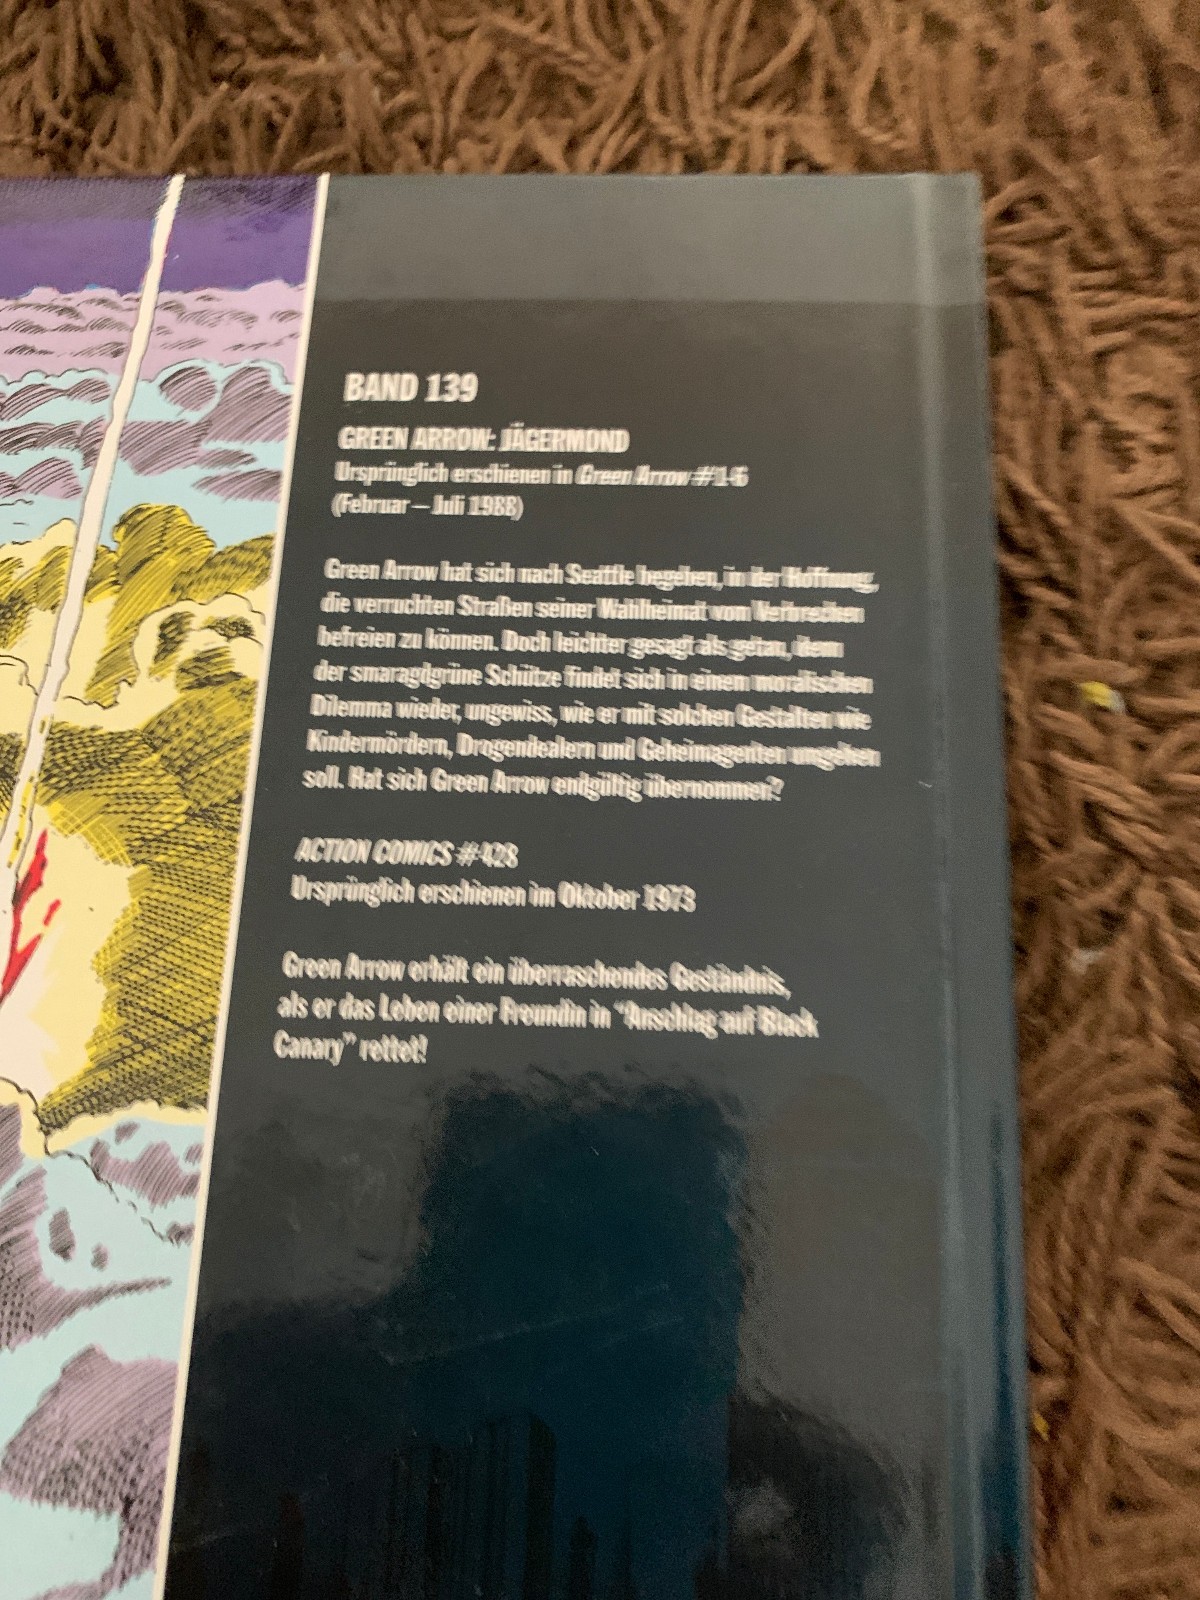 BAND 139
GREEN ARROW: JÄGERMOND
Ursprünglich erschienen in Green Arrow #1-6
(Februar – Juli 1988)
Green Arrow hat sich nach Seattle begeben, in der Hoffnung,
die verruchten Straßen seiner Wahlheimat vom Verbrechen
befreien zu können. Doch leichter gesagt als getan, denn
der smaragdgrüne Schütze findet sich in einem moralischen
Dilemma wieder, ungewiss, wie er mit solchen Gestalten wie
Kindermördern, Drogendealern und Geheimagenten umgehen
soll. Hat sich Green Arrow endgültig übernommen?
ACTION COMICS #428
Ursprünglich erschienen im Oktober 1973
Green Arrow erhält ein überraschendes Geständnis,
als er das Leben einer Freundin in “Anschlag auf Black
Canary” rettet!